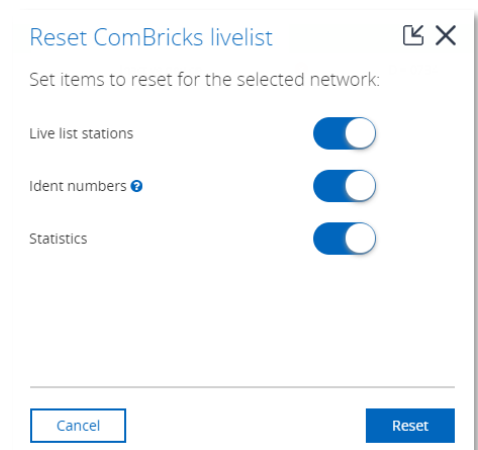 Reset ComBricks livelist
Set items to reset for the selected network:
Live list stations
Ident numbers ?
Statistics
Cancel Reset